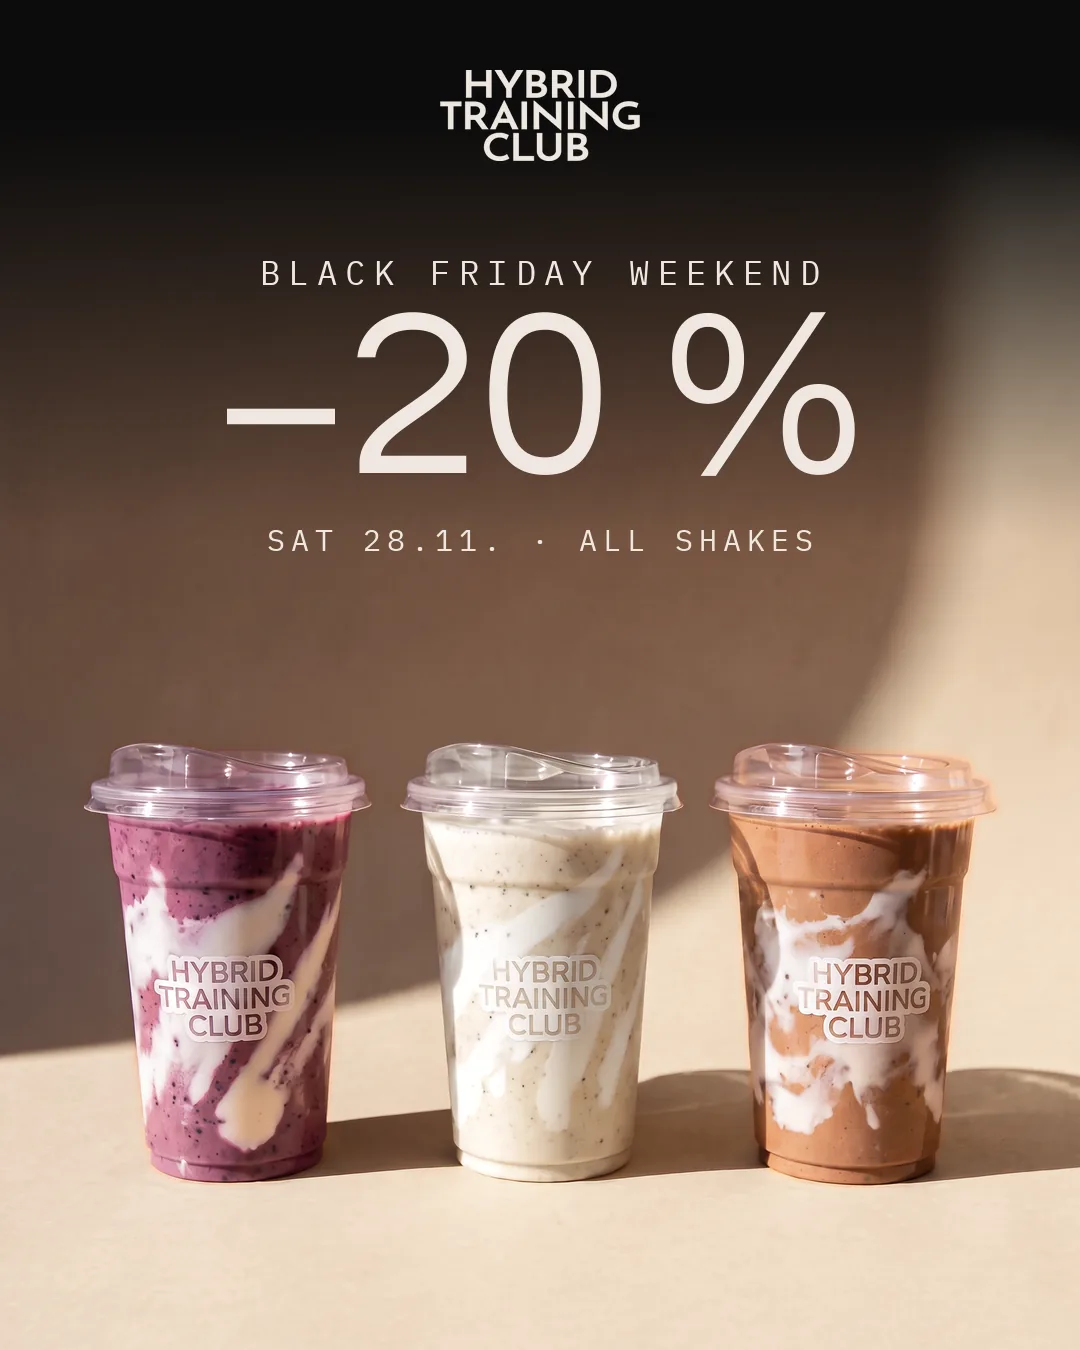 HYBRID
TRAINING
CLUB
BLACK FRIDAY WEEKEND
–20 %
SAT 28.11. · ALL SHAKES
HYBRID
TRAINING
CLUB
HYBRID
TRAINING
CLUB
HYBRID
TRAINING
CLUB